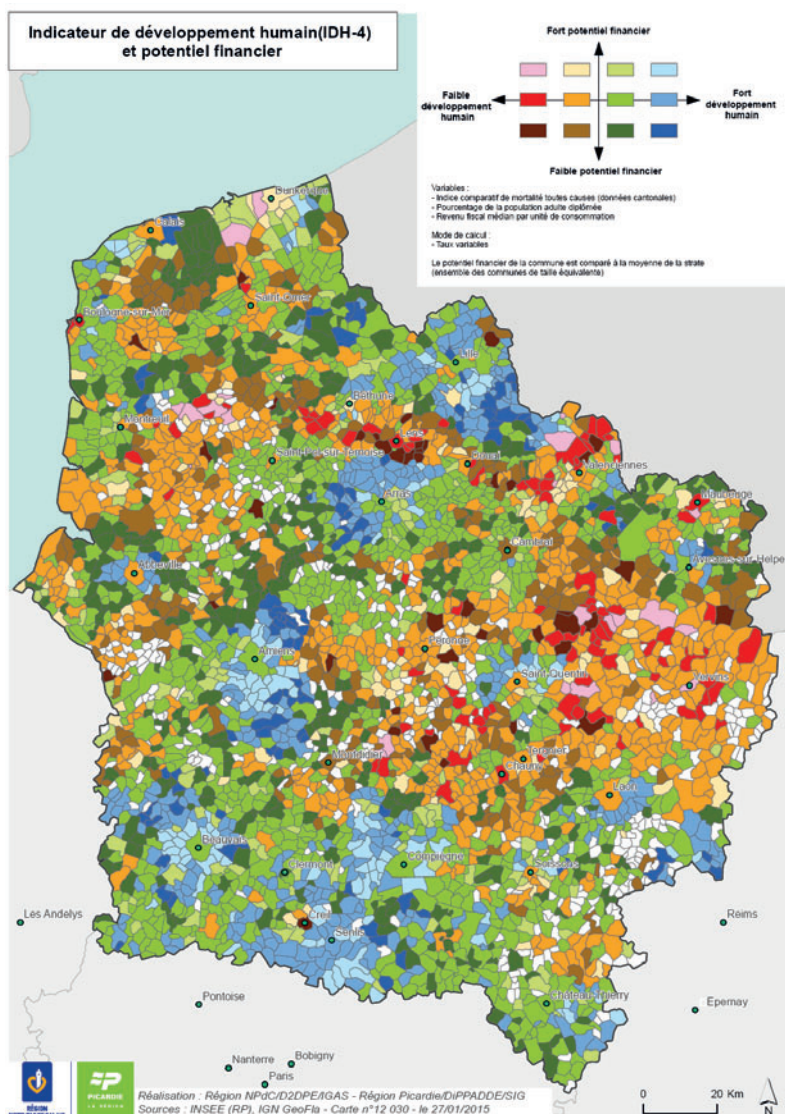 Indicateur de développement humain(IDH-4)
et potentiel financier
Fort potentiel financier
Faible
développement
humain
Fort
développement
humain
Faible potentiel financier
Variables :
- Indice comparatif de mortalité toutes causes (données cantonales)
- Pourcentage de la population adulte diplômée
- Revenu fiscal médian par unité de consommation
Mode de calcul :
- Taux variables
Le potentiel financier de la commune est comparé à la moyenne de la strate
(ensemble des communes de taille équivalente)
Dunkerque
Calais
Saint-Omer
Boulogne-sur-Mer
Lille
Béthune
Montreuil
Lens
Saint-Pol-sur-Ternoise
Douai
Valenciennes
Arras
Maubeuge
Cambrai
Avesnes-sur-Helpe
Abbeville
Péronne
Amiens
Saint-Quentin
Vervins
Montdidier
Tergnier
Chauny
Laon
Beauvais
Clermont
Compiègne
Soissons
Creil
Les Andelys
Reims
Senlis
Pontoise
Château-Thierry
Epernay
Nanterre
Bobigny
Paris
RÉGION
PICARDIE
LA RÉGION
Réalisation : Région NPdC/D2DPE/IGAS - Région Picardie/DiPPADDE/SIG
Sources : INSEE (RP), IGN GeoFla - Carte n°12 030 - le 27/01/2015
0 20 Km